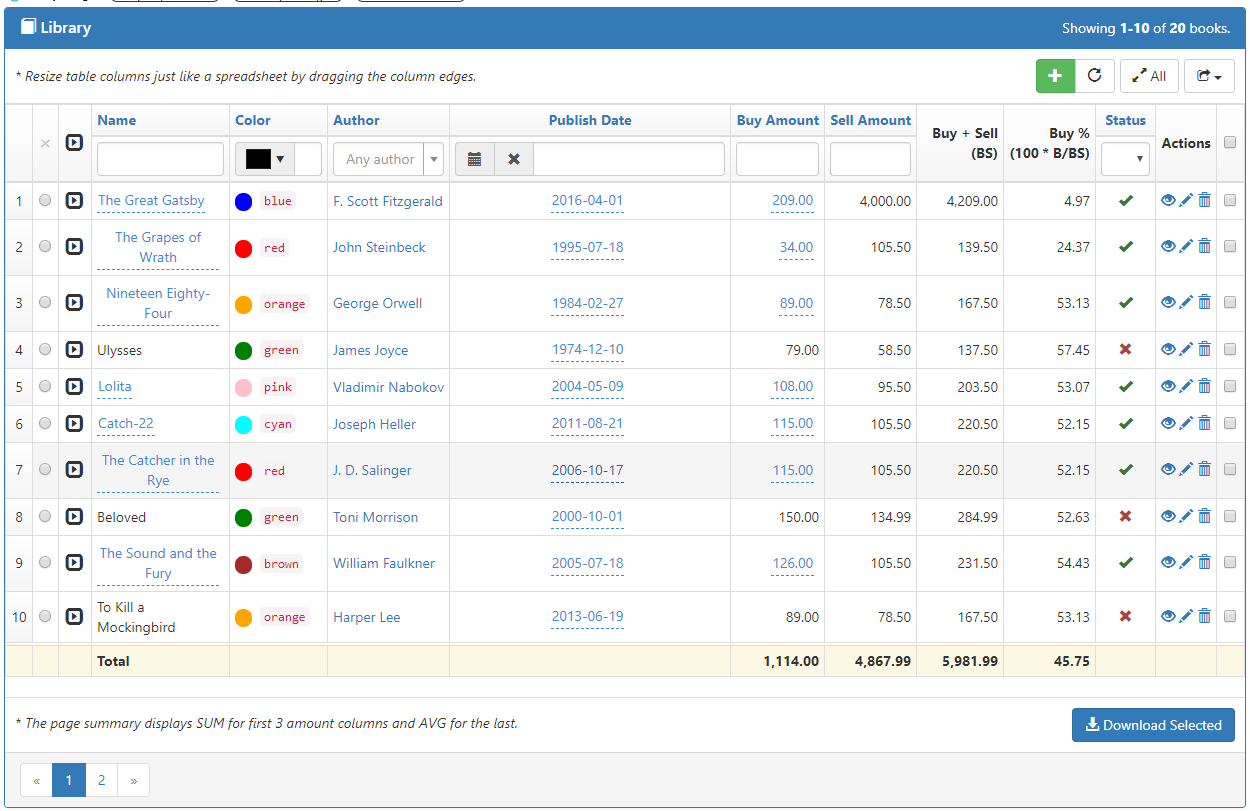 Library
Showing 1-10 of 20 books.
* Resize table columns just like a spreadsheet by dragging the column edges.
All
Name Color Author Publish Date Buy Amount Sell Amount Buy + Sell (BS) Buy % (100 * B/BS) Status Actions
Any author
1 The Great Gatsby blue F. Scott Fitzgerald 2016-04-01 209.00 4,000.00 4,209.00 4.97
2 The Grapes of Wrath red John Steinbeck 1995-07-18 34.00 105.50 139.50 24.37
3 Nineteen Eighty-Four orange George Orwell 1984-02-27 89.00 78.50 167.50 53.13
4 Ulysses green James Joyce 1974-12-10 79.00 58.50 137.50 57.45
5 Lolita pink Vladimir Nabokov 2004-05-09 108.00 95.50 203.50 53.07
6 Catch-22 cyan Joseph Heller 2011-08-21 115.00 105.50 220.50 52.15
7 The Catcher in the Rye red J. D. Salinger 2006-10-17 115.00 105.50 220.50 52.15
8 Beloved green Toni Morrison 2000-10-01 150.00 134.99 284.99 52.63
9 The Sound and the Fury brown William Faulkner 2005-07-18 126.00 105.50 231.50 54.43
10 To Kill a Mockingbird orange Harper Lee 2013-06-19 89.00 78.50 167.50 53.13
Total 1,114.00 4,867.99 5,981.99 45.75
* The page summary displays SUM for first 3 amount columns and AVG for the last.
Download Selected
« 1 2 »